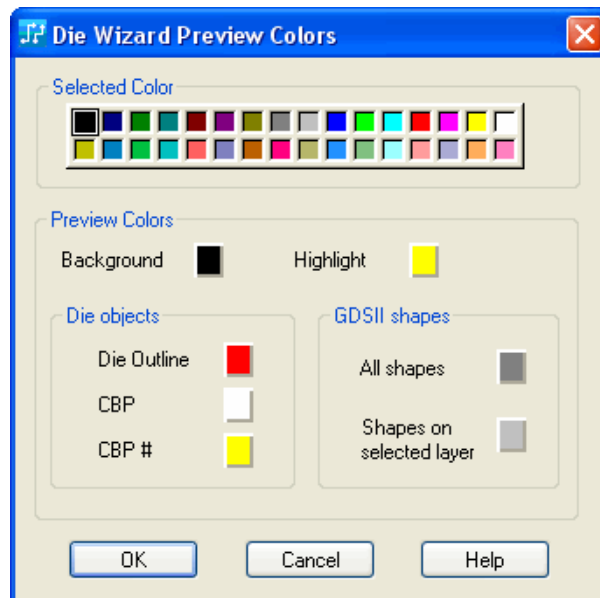 Die Wizard Preview Colors
Selected Color
Preview Colors
Background Highlight
Die objects GDSII shapes
Die Outline All shapes
CBP
CBP # Shapes on
selected layer
OK Cancel Help